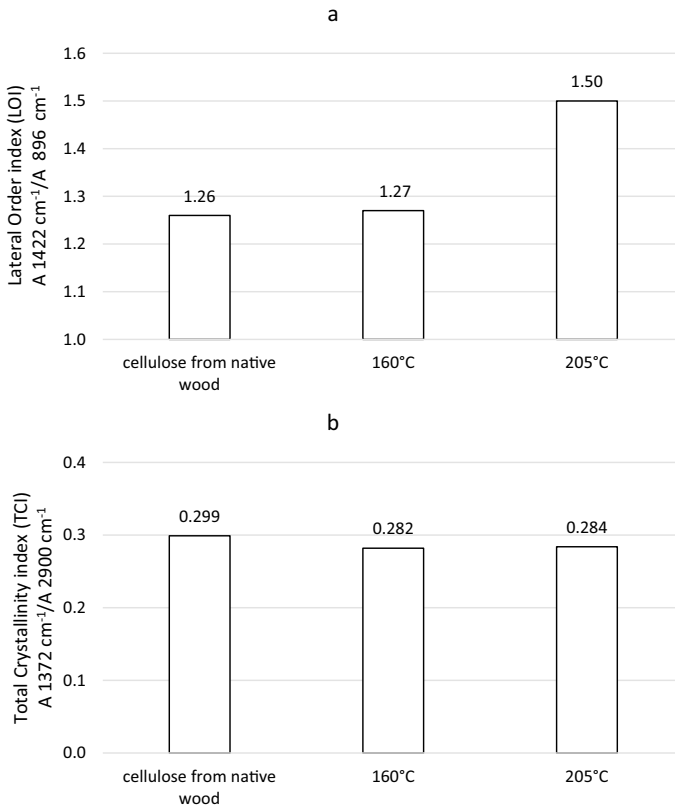 a
Lateral Order index (LOI)
A 1422 cm⁻¹/A 896 cm⁻¹
1.6
1.5
1.4
1.3
1.2
1.1
1.0
1.26
1.27
1.50
cellulose from native
wood
160°C
205°C
b
Total Crystallinity index (TCI)
A 1372 cm⁻¹/A 2900 cm⁻¹
0.4
0.3
0.2
0.1
0.0
0.299
0.282
0.284
cellulose from native
wood
160°C
205°C